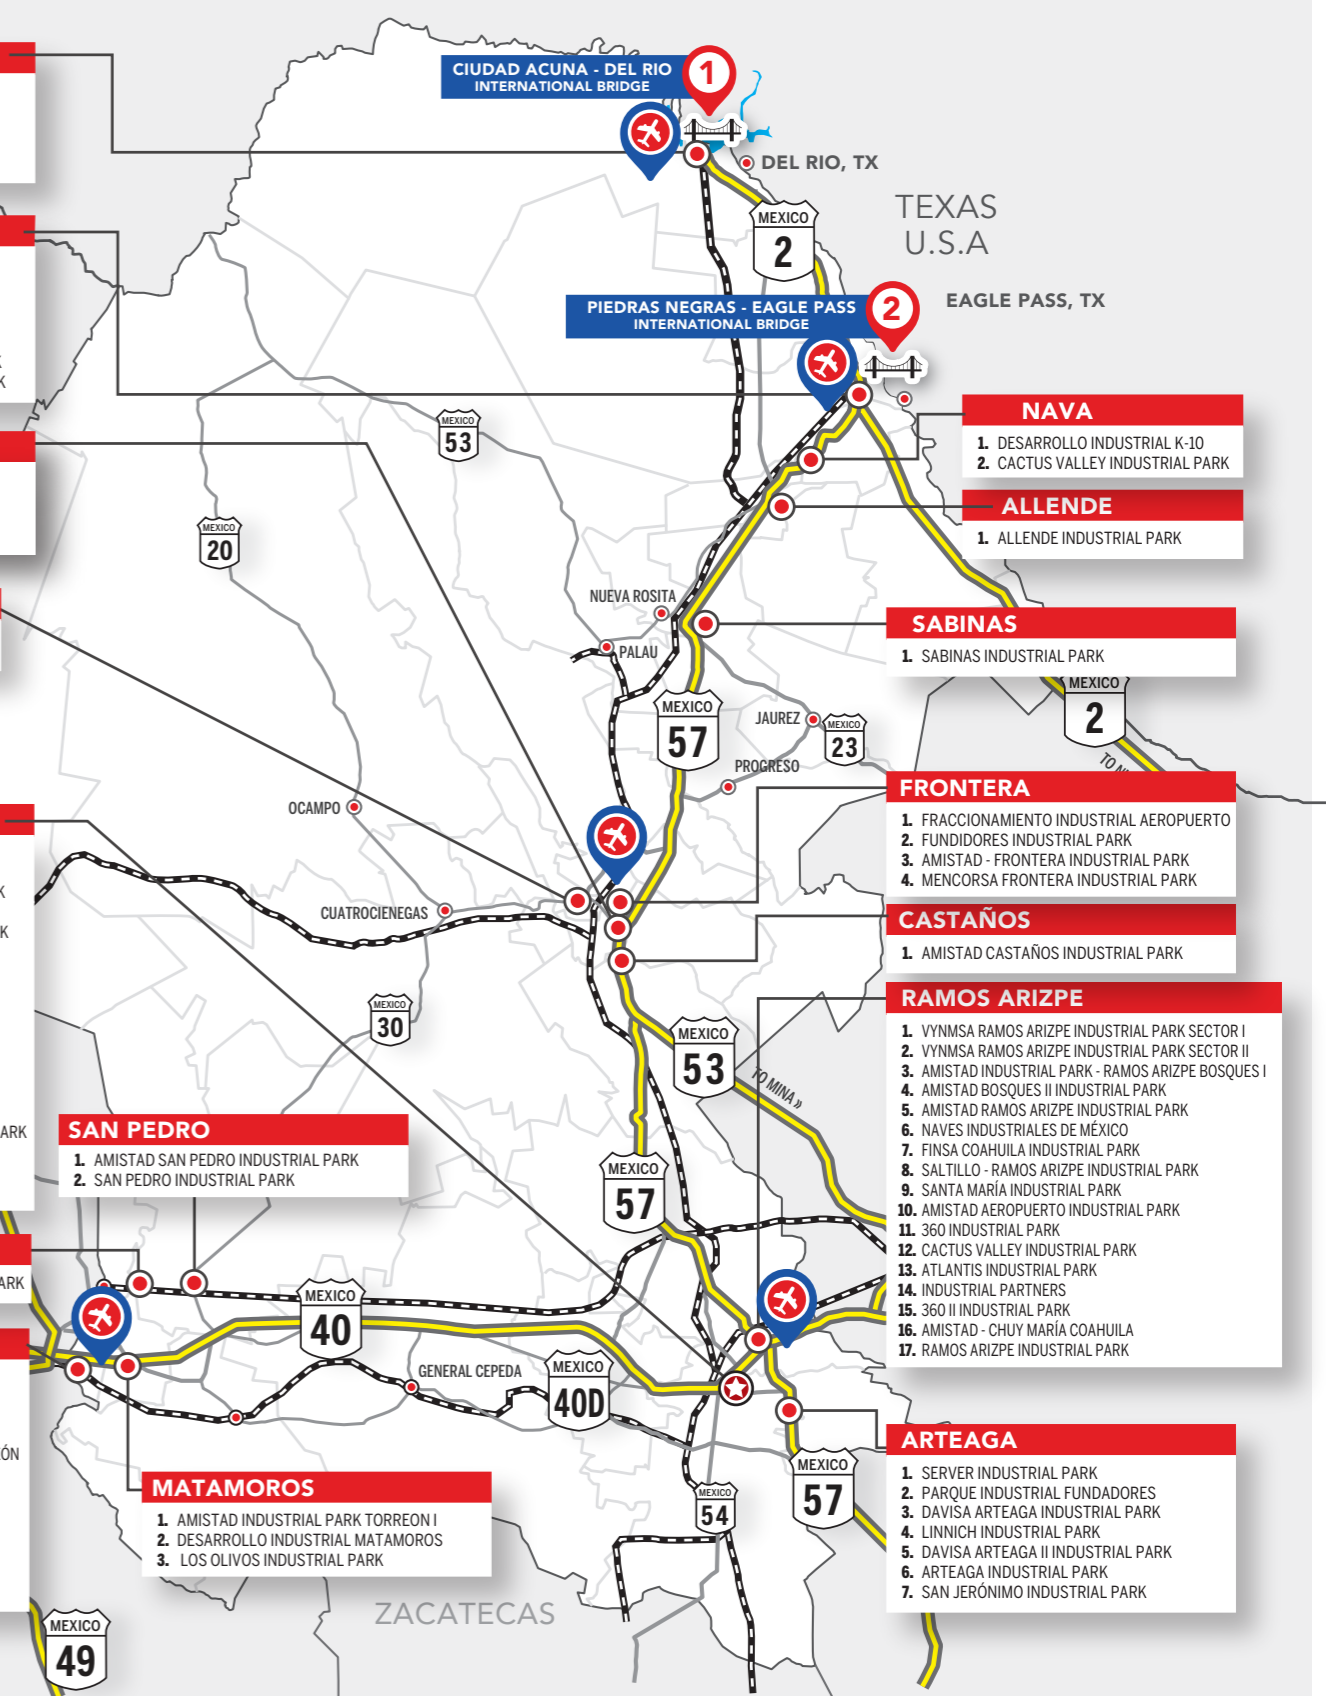 CIUDAD ACUNA - DEL RIO
INTERNATIONAL BRIDGE
1
DEL RIO, TX
TEXAS
U.S.A
MEXICO
2
PIEDRAS NEGRAS - EAGLE PASS
INTERNATIONAL BRIDGE
2
EAGLE PASS, TX
K
NAVA
1. DESARROLLO INDUSTRIAL K-10
2. CACTUS VALLEY INDUSTRIAL PARK
MEXICO
53
ALLENDE
1. ALLENDE INDUSTRIAL PARK
MEXICO
20
NUEVA ROSITA
PALAU
SABINAS
1. SABINAS INDUSTRIAL PARK
MEXICO
2
MEXICO
57
JAUREZ
MEXICO
23
PROGRESO
OCAMPO
FRONTERA
1. FRACCIONAMIENTO INDUSTRIAL AEROPUERTO
2. FUNDIDORES INDUSTRIAL PARK
3. AMISTAD - FRONTERA INDUSTRIAL PARK
4. MENCORSA FRONTERA INDUSTRIAL PARK
K
K
CUATROCIENEGAS
CASTAÑOS
1. AMISTAD CASTAÑOS INDUSTRIAL PARK
MEXICO
30
MEXICO
53
TO MINA »
RAMOS ARIZPE
1. VYNMSA RAMOS ARIZPE INDUSTRIAL PARK SECTOR I
2. VYNMSA RAMOS ARIZPE INDUSTRIAL PARK SECTOR II
3. AMISTAD INDUSTRIAL PARK - RAMOS ARIZPE BOSQUES I
4. AMISTAD BOSQUES II INDUSTRIAL PARK
5. AMISTAD RAMOS ARIZPE INDUSTRIAL PARK
6. NAVES INDUSTRIALES DE MÉXICO
7. FINSA COAHUILA INDUSTRIAL PARK
8. SALTILLO - RAMOS ARIZPE INDUSTRIAL PARK
9. SANTA MARÍA INDUSTRIAL PARK
10. AMISTAD AEROPUERTO INDUSTRIAL PARK
11. 360 INDUSTRIAL PARK
12. CACTUS VALLEY INDUSTRIAL PARK
13. ATLANTIS INDUSTRIAL PARK
14. INDUSTRIAL PARTNERS
15. 360 II INDUSTRIAL PARK
16. AMISTAD - CHUY MARÍA COAHUILA
17. RAMOS ARIZPE INDUSTRIAL PARK
ARK
SAN PEDRO
1. AMISTAD SAN PEDRO INDUSTRIAL PARK
2. SAN PEDRO INDUSTRIAL PARK
MEXICO
57
ARK
MEXICO
40
GENERAL CEPEDA
MEXICO
40D
ÓN
ARTEAGA
1. SERVER INDUSTRIAL PARK
2. PARQUE INDUSTRIAL FUNDADORES
3. DAVISA ARTEAGA INDUSTRIAL PARK
4. LINNICH INDUSTRIAL PARK
5. DAVISA ARTEAGA II INDUSTRIAL PARK
6. ARTEAGA INDUSTRIAL PARK
7. SAN JERÓNIMO INDUSTRIAL PARK
MEXICO
57
MEXICO
54
MATAMOROS
1. AMISTAD INDUSTRIAL PARK TORREON I
2. DESARROLLO INDUSTRIAL MATAMOROS
3. LOS OLIVOS INDUSTRIAL PARK
ZACATECAS
MEXICO
49